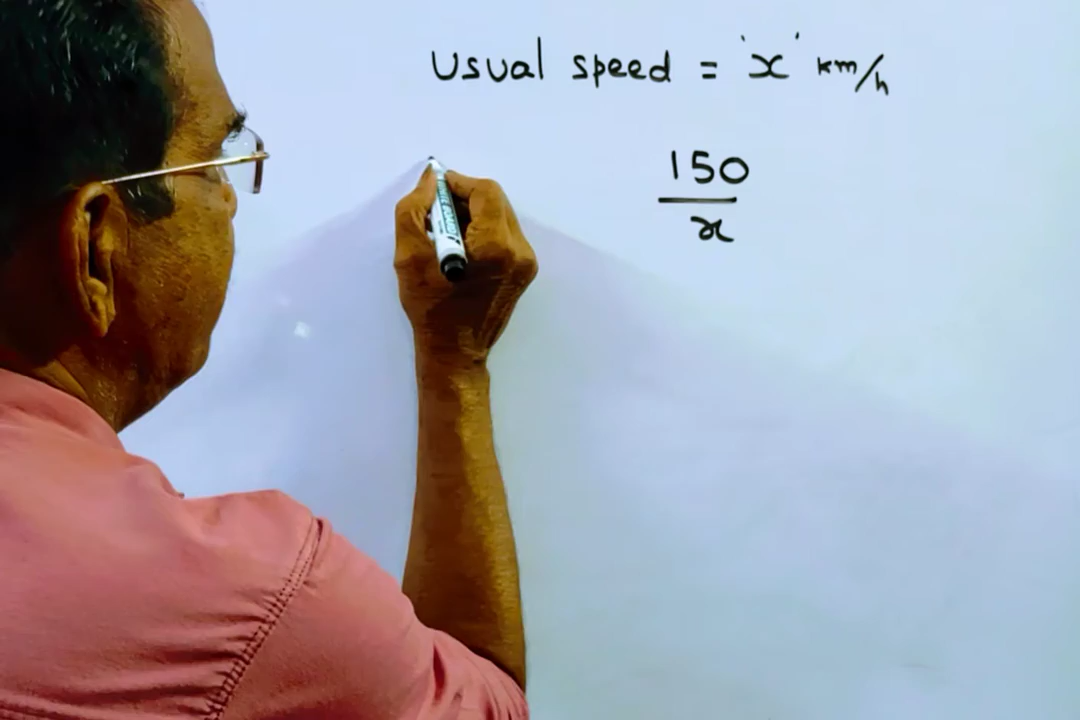 usual speed = 'x' km/h
150
x